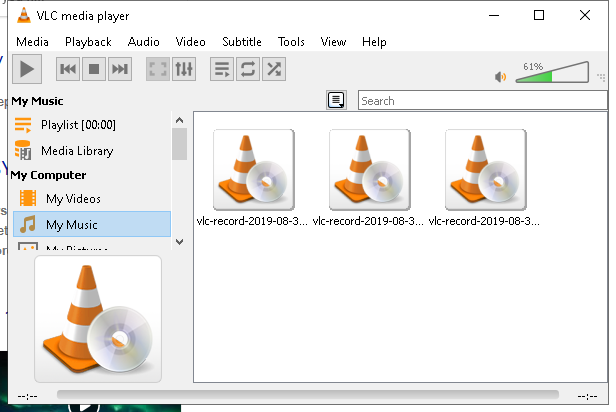 VLC media player
Media Playback Audio Video Subtitle Tools View Help
61%
My Music
Search
Playlist [00:00]
Media Library
My Computer
My Videos
My Music
vlc-record-2019-08-3... vlc-record-2019-08-3... vlc-record-2019-08-3...
My Pictures
--:-- --:--